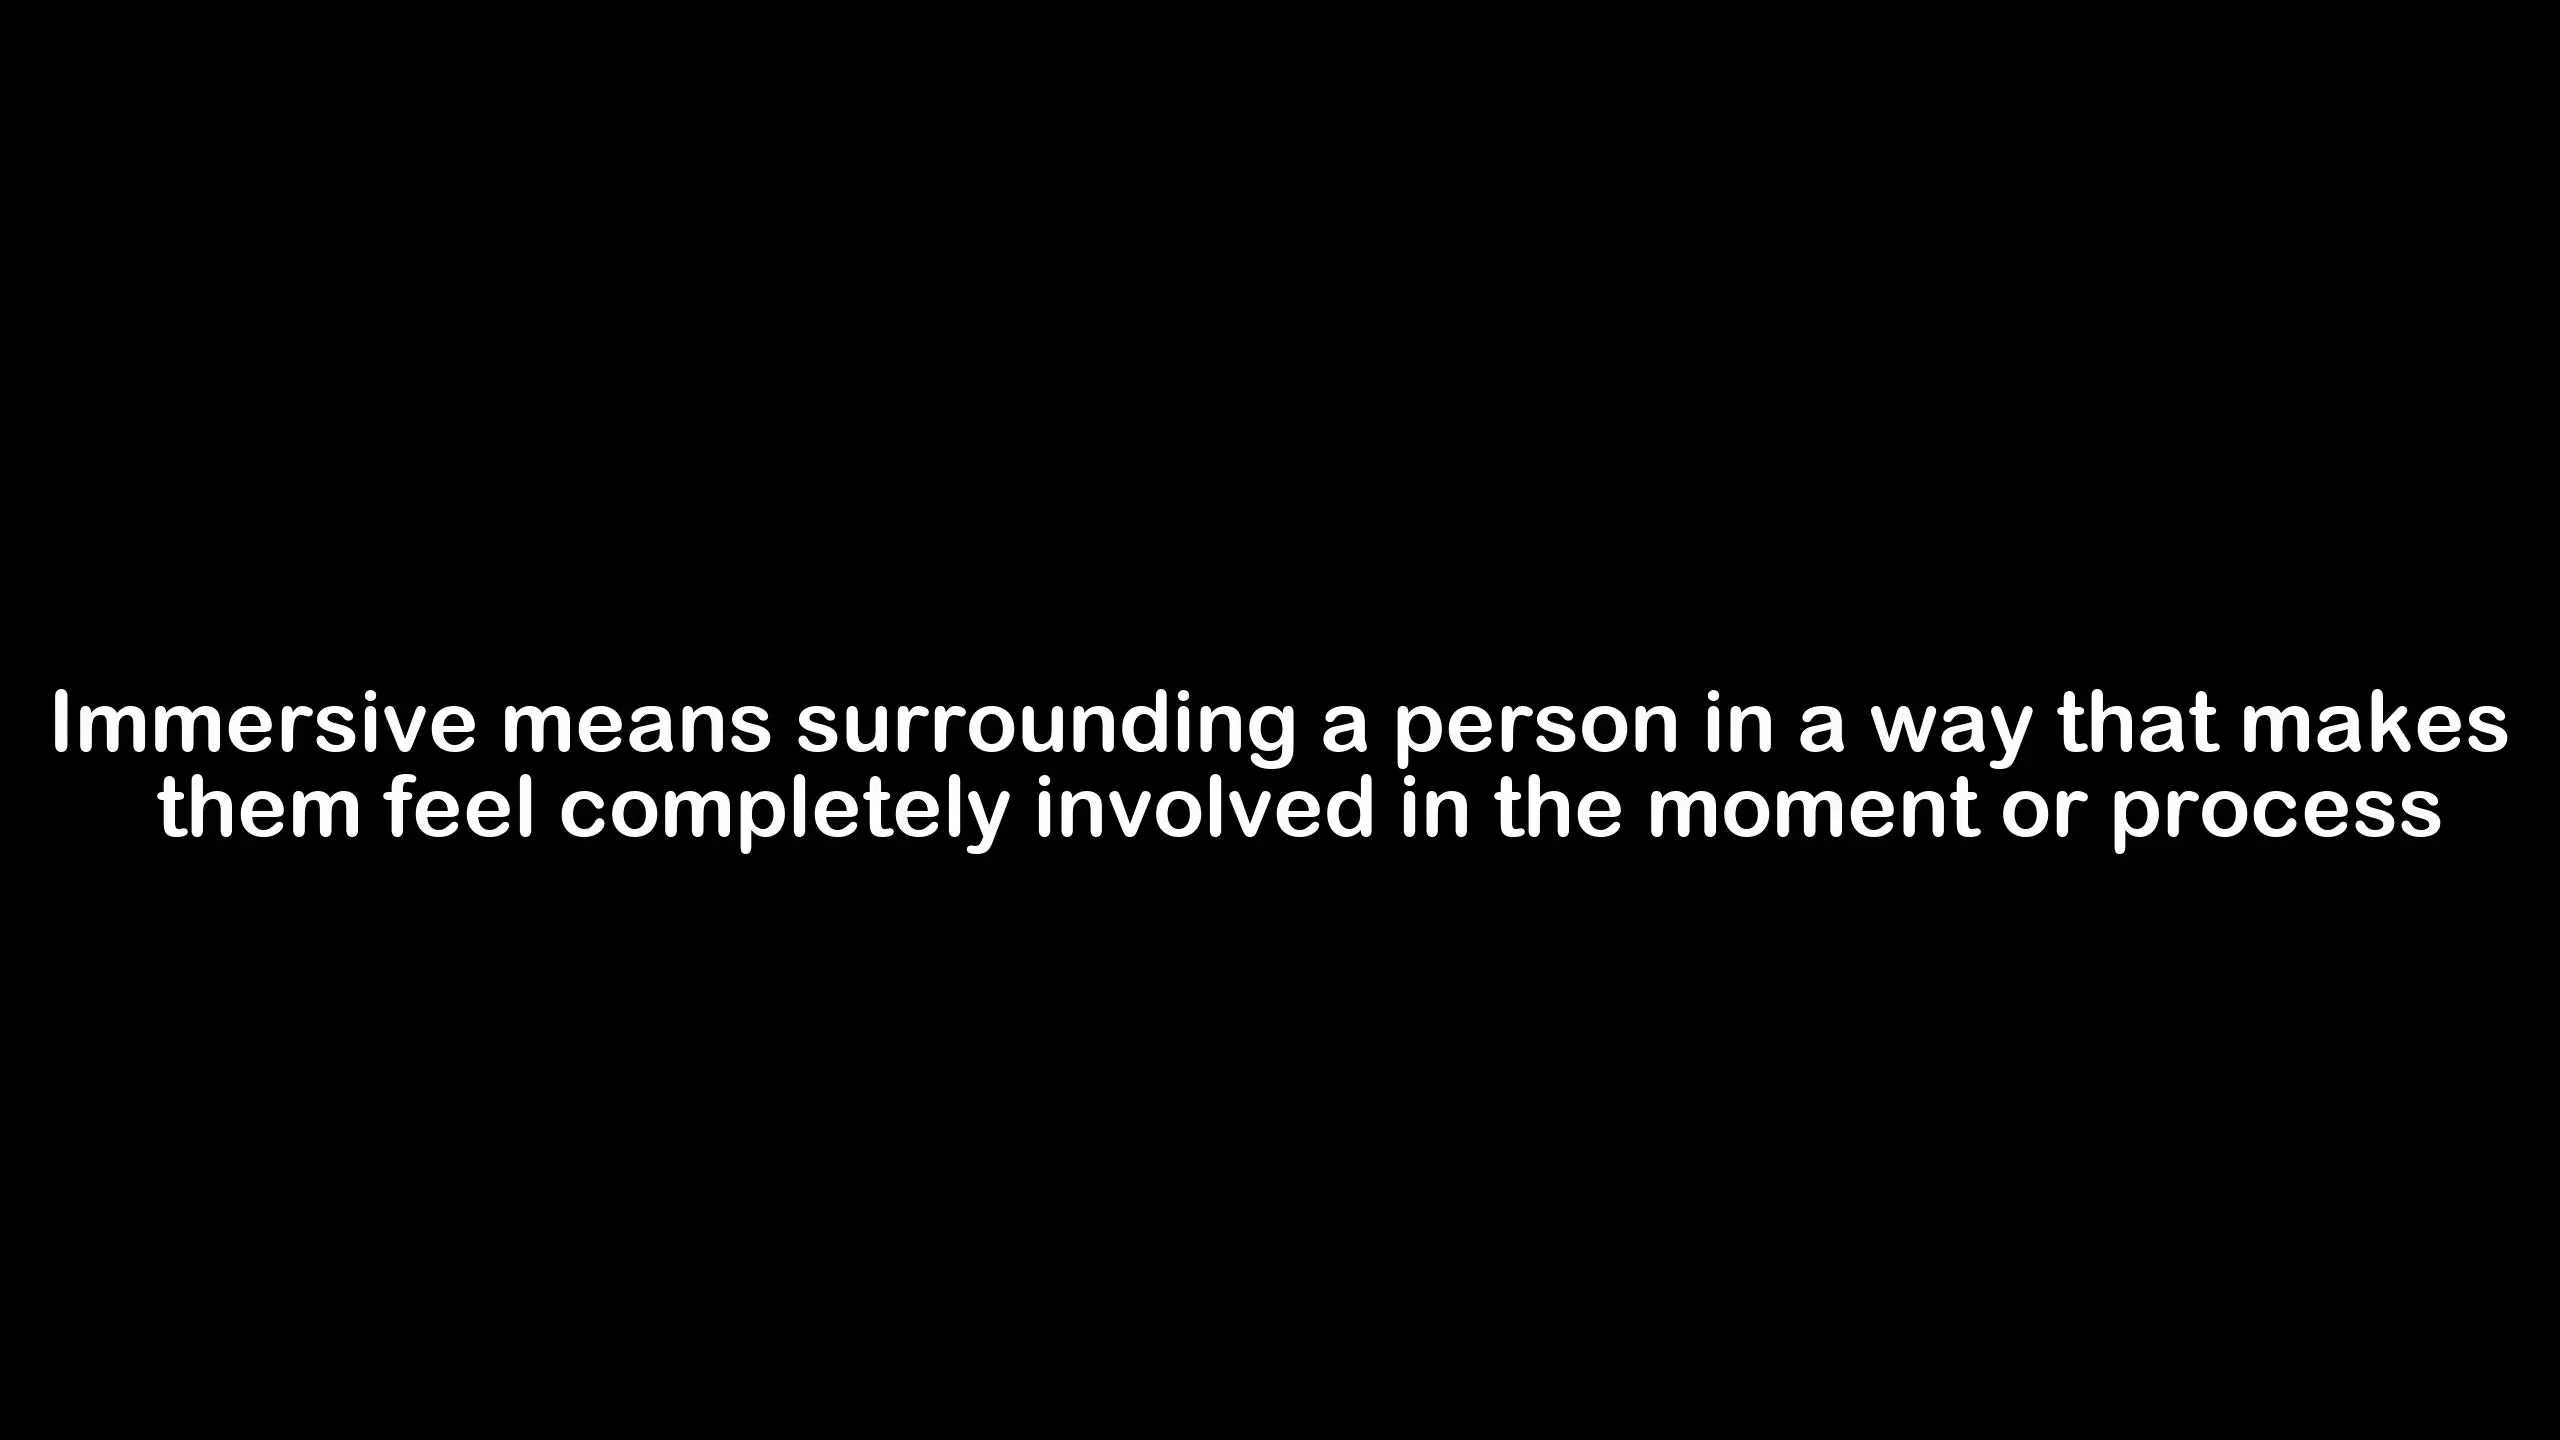 Immersive means surrounding a person in a way that makes
them feel completely involved in the moment or process